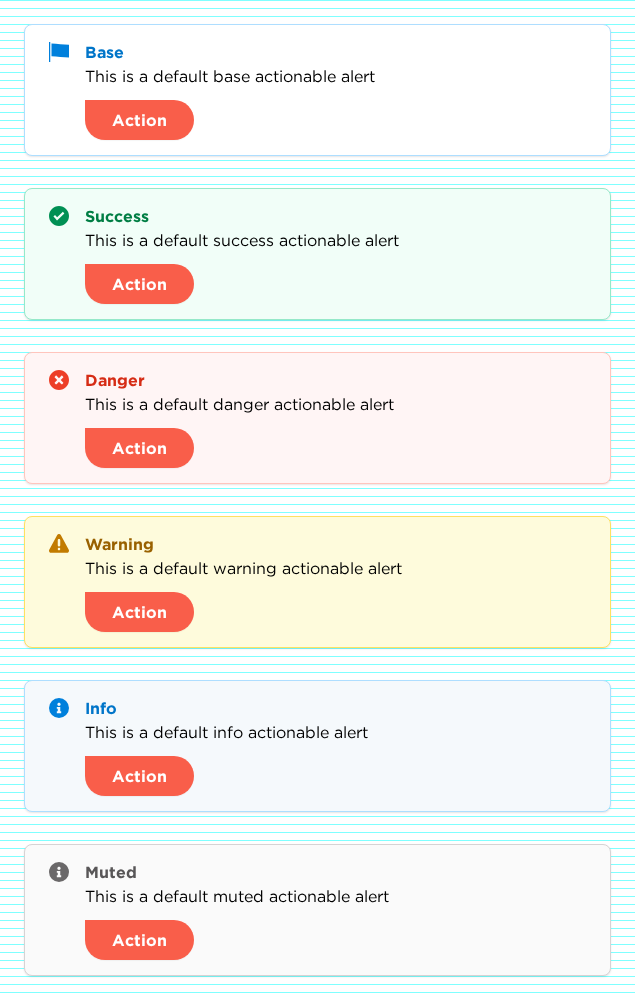 Base
This is a default base actionable alert
Action
Success
This is a default success actionable alert
Action
Danger
This is a default danger actionable alert
Action
Warning
This is a default warning actionable alert
Action
Info
This is a default info actionable alert
Action
Muted
This is a default muted actionable alert
Action